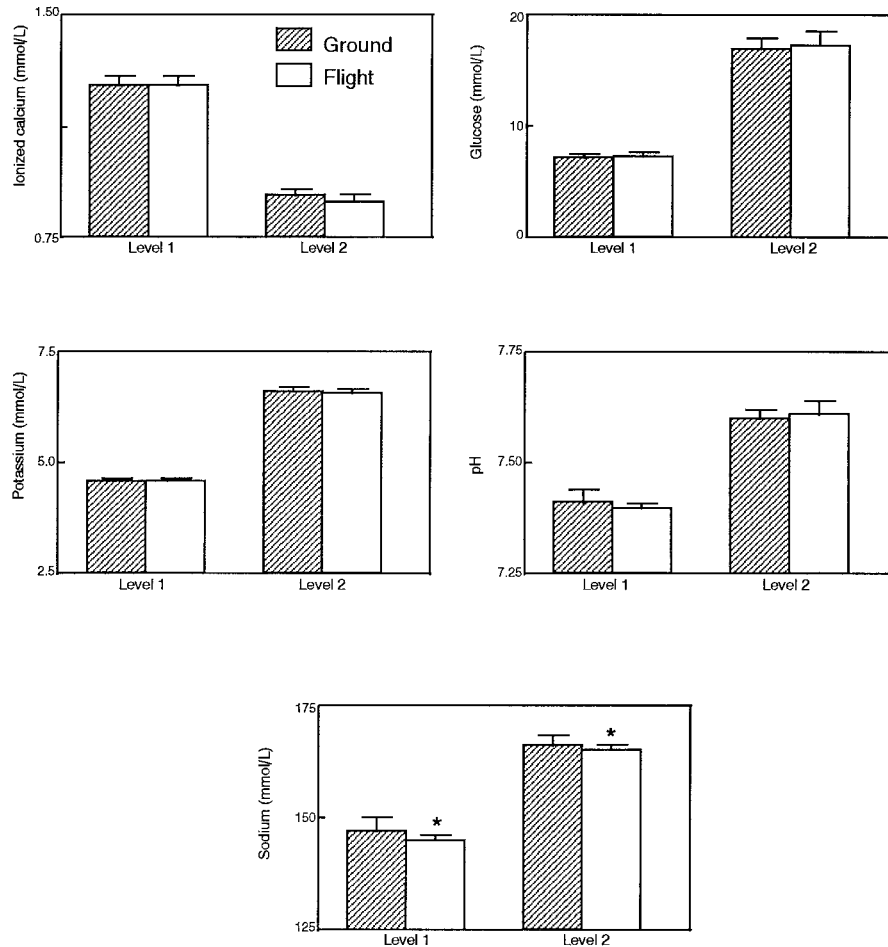 1.50
Ionized calcium (mmol/L)
0.75
Ground
Flight
Level 1
Level 2
20
Glucose (mmol/L)
10
0
Level 1
Level 2
7.5
Potassium (mmol/L)
5.0
2.5
Level 1
Level 2
7.75
pH
7.50
7.25
Level 1
Level 2
175
Sodium (mmol/L)
150
125
*
*
Level 1
Level 2